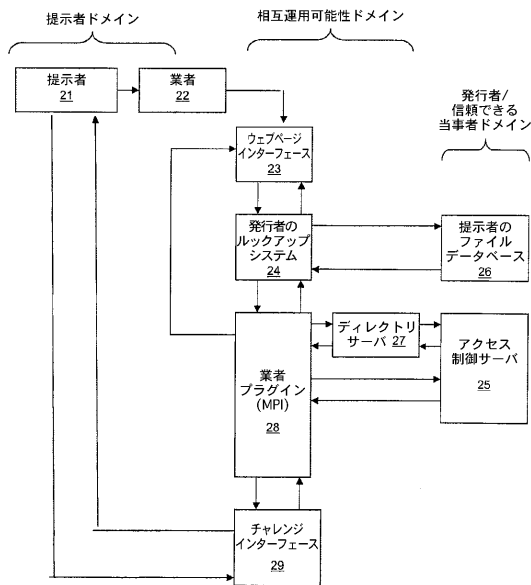 提示者ドメイン
相互運用可能性ドメイン
発行者/
信頼できる
当事者ドメイン
提示者
21
業者
22
ウェブページ
インターフェース
23
発行者の
ルックアップ
システム
24
提示者の
ファイル
データベース
26
ディレクトリ
サーバ 27
アクセス
制御サーバ
25
業者
プラグイン
(MPI)
28
チャレンジ
インターフェース
29